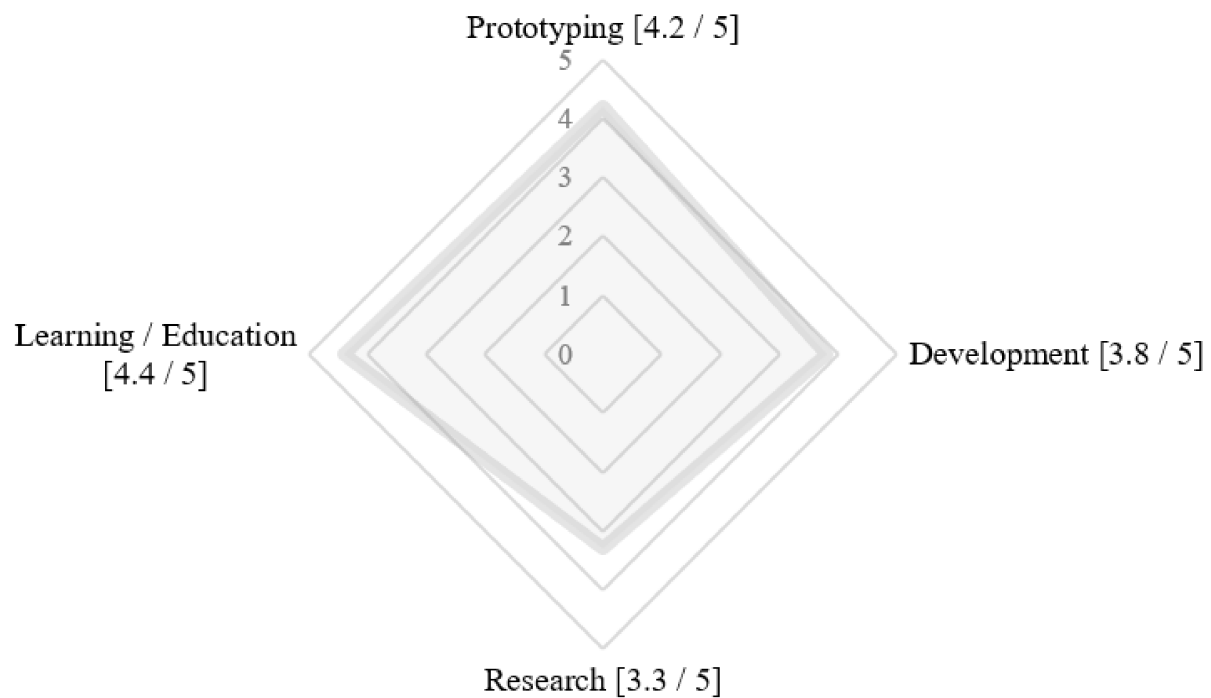 Prototyping [4.2 / 5]
5
4
3
2
1
0
Learning / Education
[4.4 / 5]
Development [3.8 / 5]
Research [3.3 / 5]